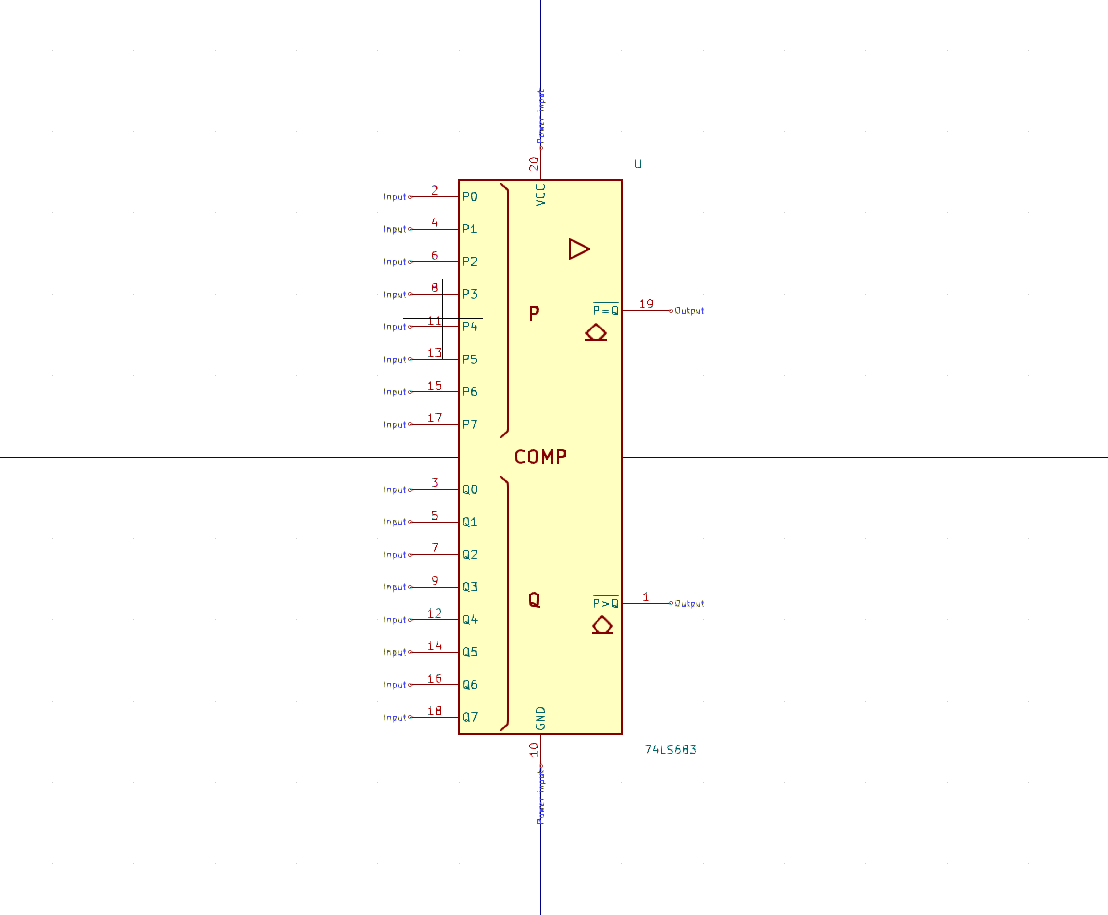 Power input
20
U
VCC
Input 2 P0
Input 4 P1
Input 6 P2
Input 8 P3
P=Q 19 Output
P
Input 11 P4
Input 13 P5
Input 15 P6
Input 17 P7
COMP
Input 3 Q0
Input 5 Q1
Input 7 Q2
Input 9 Q3
Q
P>Q 1 Output
Input 12 Q4
Input 14 Q5
Input 16 Q6
Input 18 Q7
GND
10
74LS683
Power input